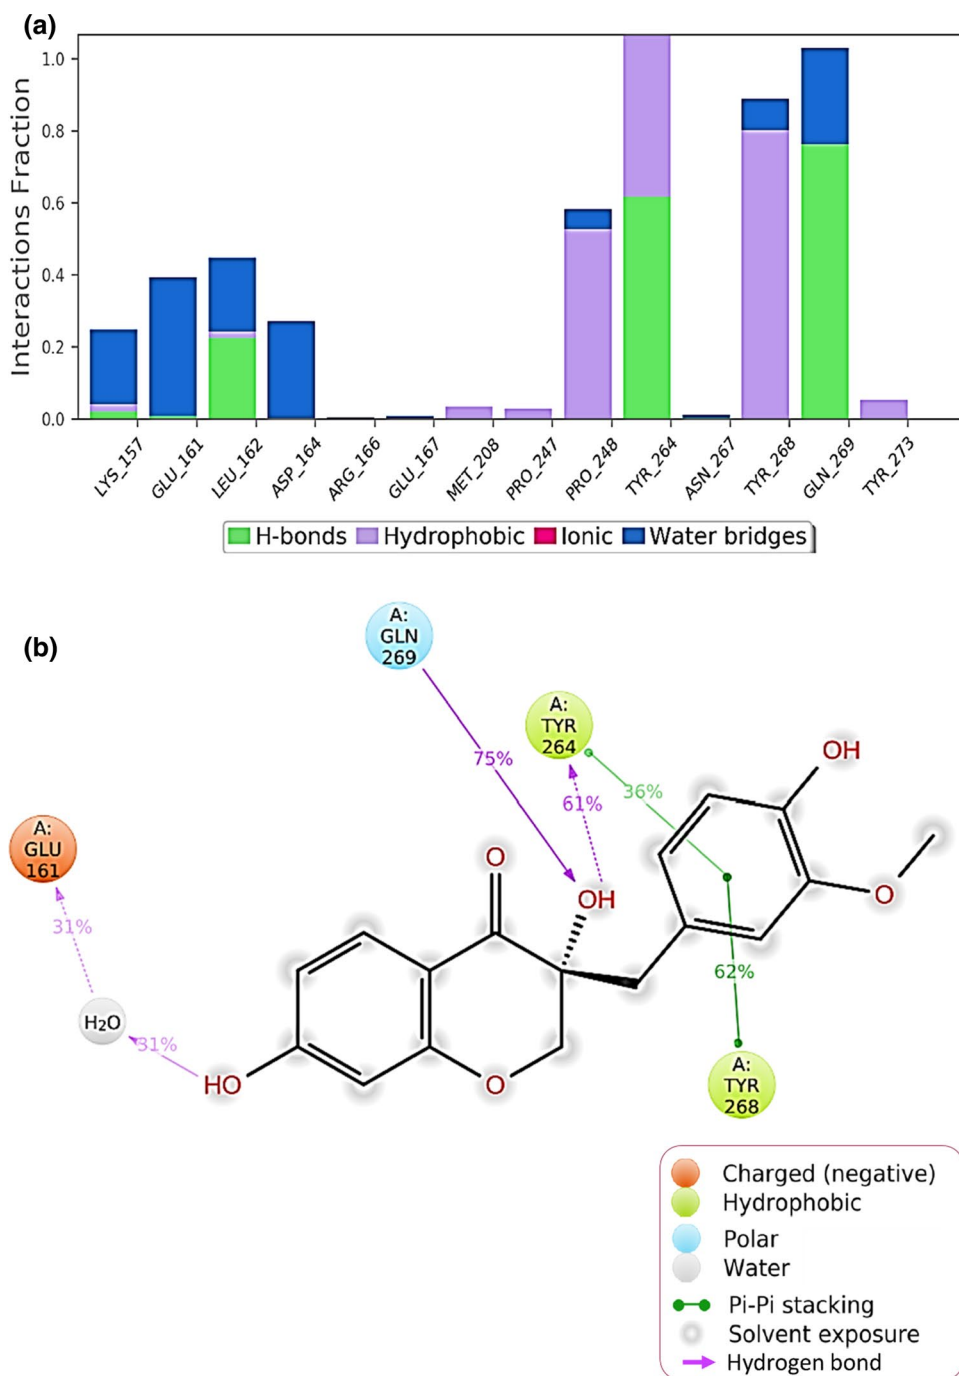 (a)
Interactions Fraction
1.0
0.8
0.6
0.4
0.2
0.0
LYS_157
GLU_161
LEU_162
ASP_164
ARG_166
GLU_167
MET_208
PRO_247
PRO_248
TYR_264
ASN_267
TYR_268
GLN_269
TYR_273
H-bonds Hydrophobic Ionic Water bridges
(b)
A:
GLN
269
A:
TYR
264
OH
75%
61%
36%
A:
GLU
161
O
OH
O
31%
62%
H₂O
31%
HO
O
A:
TYR
268
Charged (negative)
Hydrophobic
Polar
Water
Pi-Pi stacking
Solvent exposure
Hydrogen bond